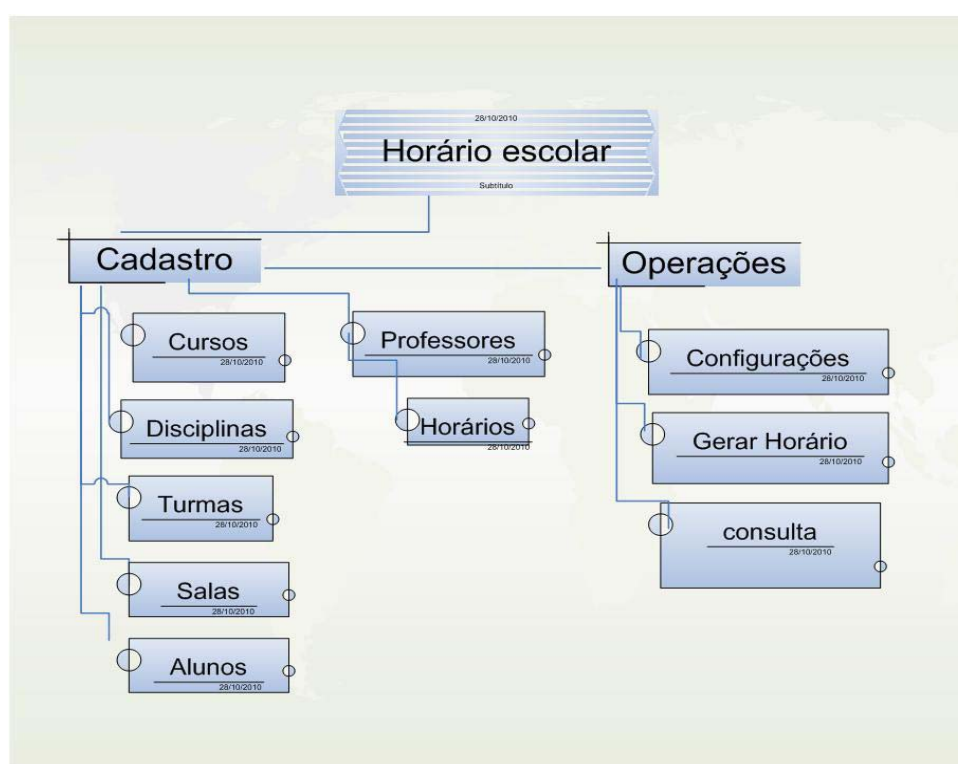 28/10/2010
Horário escolar
Subtítulo
Cadastro
Operações
Cursos
28/10/2010
Professores
28/10/2010
Configurações
28/10/2010
Disciplinas
28/10/2010
Horários
28/10/2010
Gerar Horário
28/10/2010
Turmas
28/10/2010
consulta
28/10/2010
Salas
28/10/2010
Alunos
28/10/2010